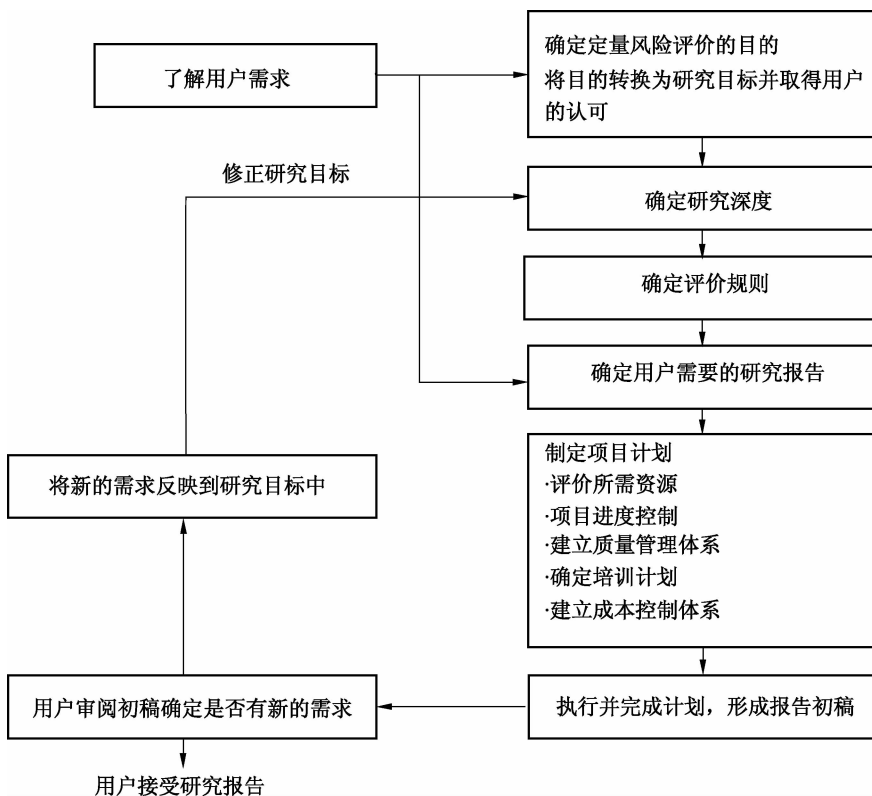 了解用户需求
确定定量风险评价的目的
将目的转换为研究目标并取得用户
的认可
修正研究目标
确定研究深度
确定评价规则
确定用户需要的研究报告
制定项目计划
·评价所需资源
·项目进度控制
·建立质量管理体系
·确定培训计划
·建立成本控制体系
将新的需求反映到研究目标中
用户审阅初稿确定是否有新的需求
执行并完成计划，形成报告初稿
用户接受研究报告